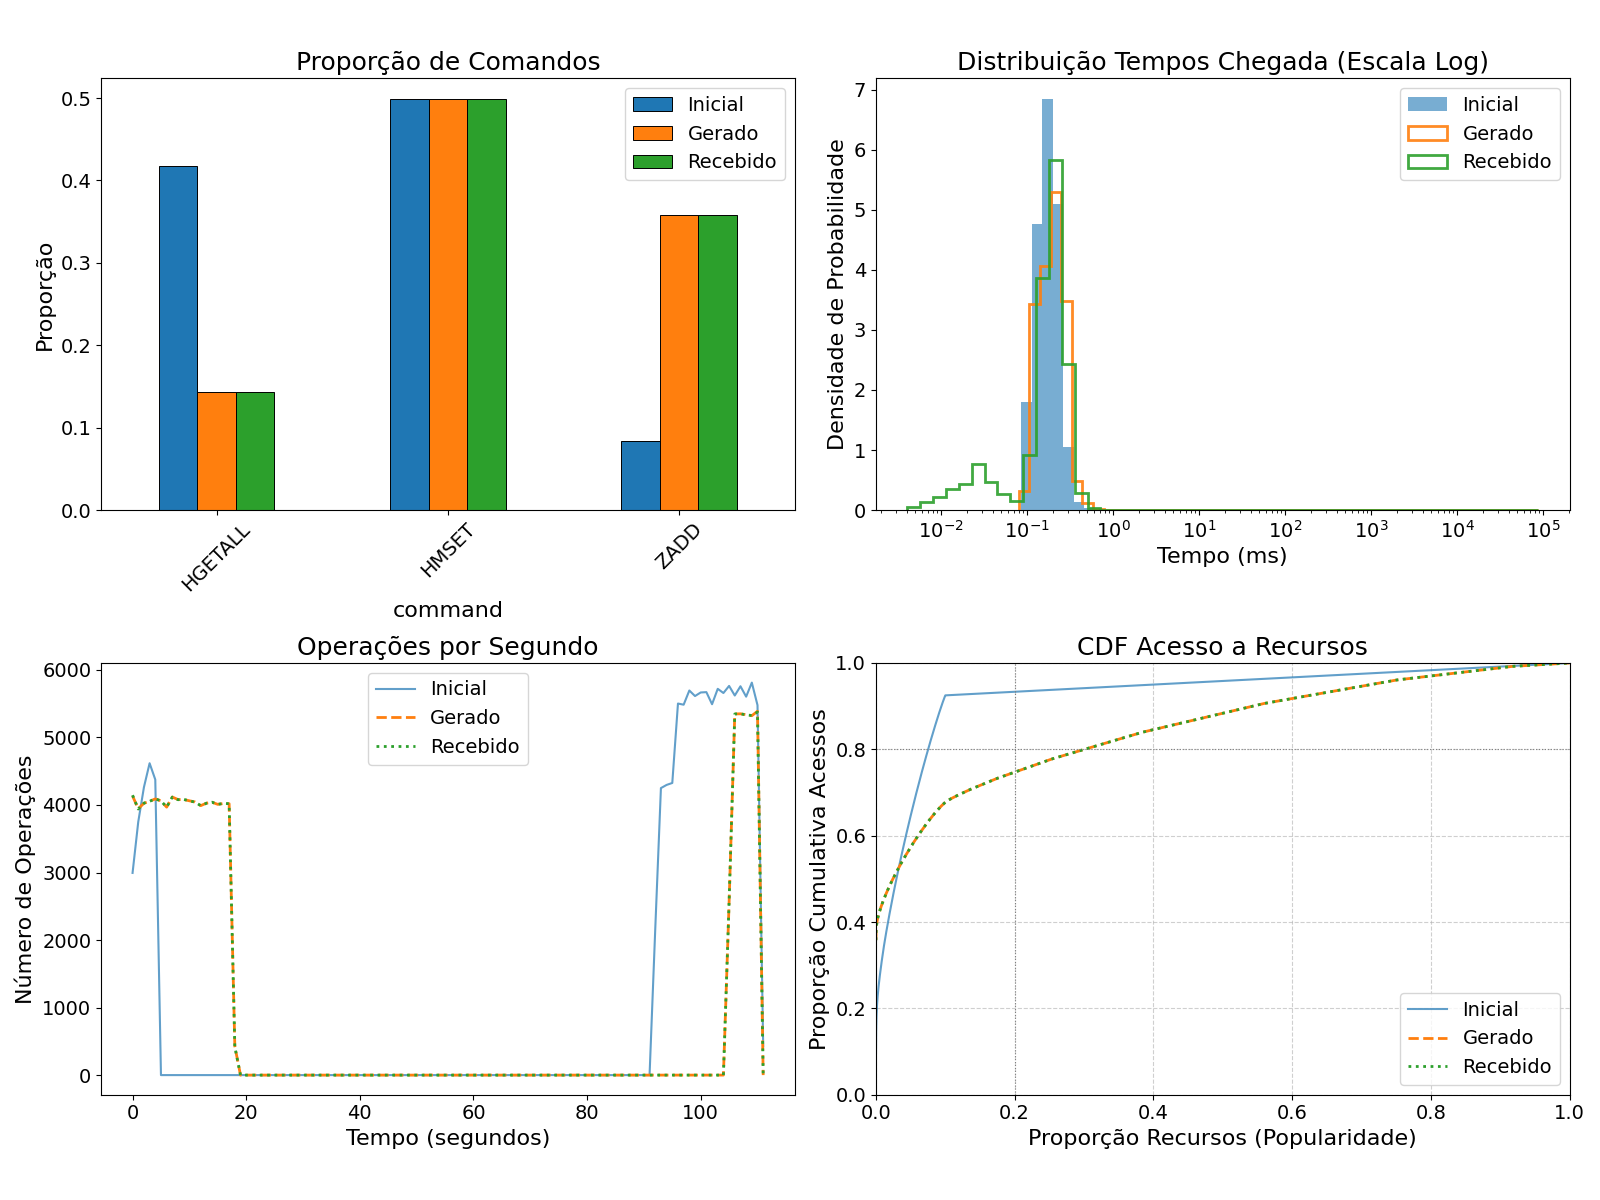 Proporção de Comandos
Proporção
0.5
0.4
0.3
0.2
0.1
0.0
Inicial
Gerado
Recebido
HGETALL
HMSET
ZADD
command
Distribuição Tempos Chegada (Escala Log)
Densidade de Probabilidade
7
6
5
4
3
2
1
0
Inicial
Gerado
Recebido
10⁻² 10⁻¹ 10⁰ 10¹ 10² 10³ 10⁴ 10⁵
Tempo (ms)
Operações por Segundo
Número de Operações
6000
5000
4000
3000
2000
1000
0
Inicial
Gerado
Recebido
0 20 40 60 80 100
Tempo (segundos)
CDF Acesso a Recursos
Proporção Cumulativa Acessos
1.0
0.8
0.6
0.4
0.2
0.0
Inicial
Gerado
Recebido
0.0 0.2 0.4 0.6 0.8 1.0
Proporção Recursos (Popularidade)